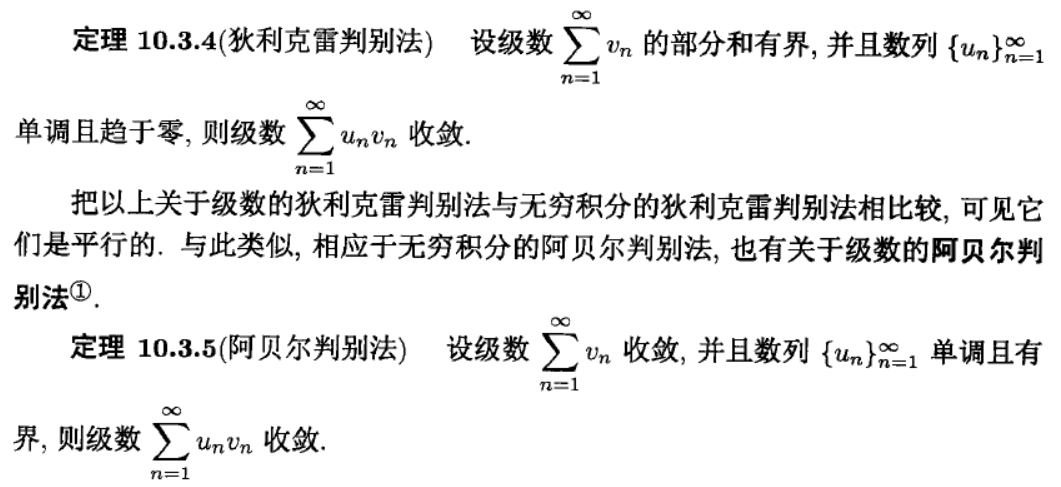 定理 10.3.4(狄利克雷判别法) 设级数 $\sum_{n=1}^{\infty} v_n$ 的部分和有界, 并且数列 $\{u_n\}_{n=1}^{\infty}$
单调且趋于零, 则级数 $\sum_{n=1}^{\infty} u_n v_n$ 收敛.
把以上关于级数的狄利克雷判别法与无穷积分的狄利克雷判别法相比较, 可见它
们是平行的. 与此类似, 相应于无穷积分的阿贝尔判别法, 也有关于级数的阿贝尔判
别法①.
定理 10.3.5(阿贝尔判别法) 设级数 $\sum_{n=1}^{\infty} v_n$ 收敛, 并且数列 $\{u_n\}_{n=1}^{\infty}$ 单调且有
界, 则级数 $\sum_{n=1}^{\infty} u_n v_n$ 收敛.